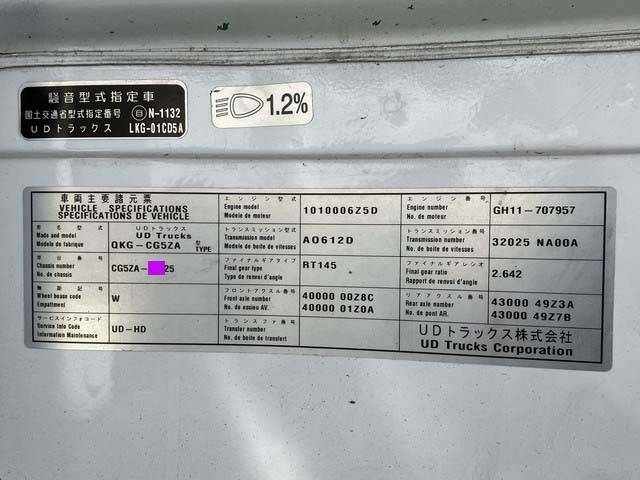 騒音型式指定車
国土交通省型式指定番号 日 N-1132
UDトラックス LKG-01CD5A
1.2%
車両主要諸元票
VEHICLE SPECIFICATIONS
SPECIFICATIONS DE VEHICLE
車名 UDトラックス
Made and model UD Trucks
Modele de fabrique QKG-CG5ZA 型 TYPE
車台番号
Chassis number CG5ZA- 25
No. de chassis
軸距記号
Wheel base code W
Empattement
サービスインフォコード
Service Info Code UD-HD
Information Maintenance
エンジン型式
Engine model 1010006Z5D
Modele de moteur
トランスミッション型式
Transmission model AO612D
Modele de boite de vitesses
ファイナルギアタイプ
Final gear type RT145
Type de renvoi d'angle
フロントアクスル番号
Front axle number 40000 00Z8C
No. de essieu AV. 40000 01Z0A
トランスファ番号
Transfer number
No. de boite de transfert
エンジン番号
Engine number GH11-707957
No. de moteur
トランスミッション番号
Transmission number 32025 NA00A
No. de boite de vitesses
ファイナルギアレシオ
Final gear ratio 2.642
Rapport de renvoi d'angle
リアアクスル番号
Rear axle number 43000 49Z3A
No. de pont AR. 43000 49Z7B
UDトラックス株式会社
UD Trucks Corporation